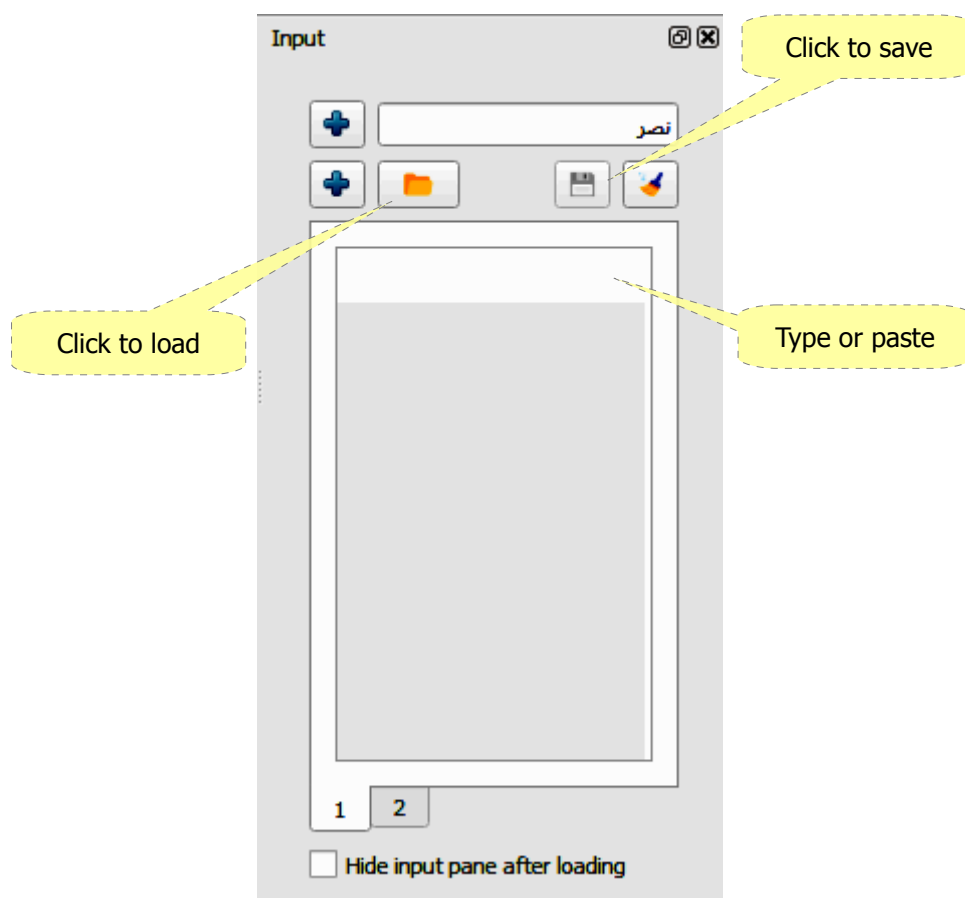 Input
Click to save
نصر
Click to load
Type or paste
1
2
Hide input pane after loading